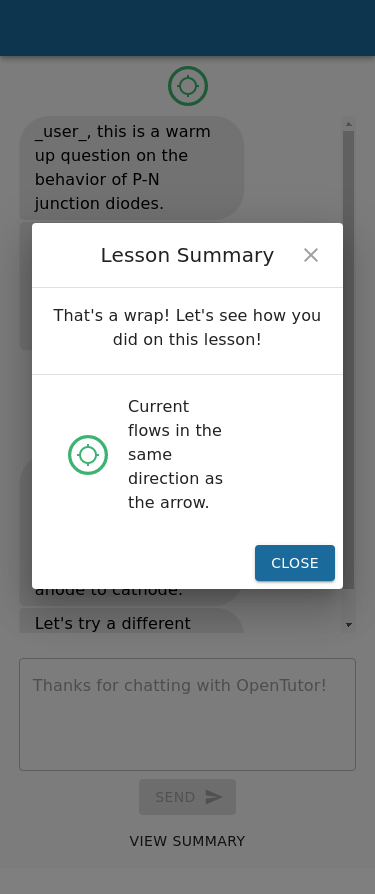 _user_, this is a warm
up question on the
behavior of P-N
junction diodes.
Lesson Summary
That's a wrap! Let's see how you
did on this lesson!
Current
flows in the
same
direction as
the arrow.
CLOSE
anode to cathode.
Let's try a different
Thanks for chatting with OpenTutor!
SEND
VIEW SUMMARY